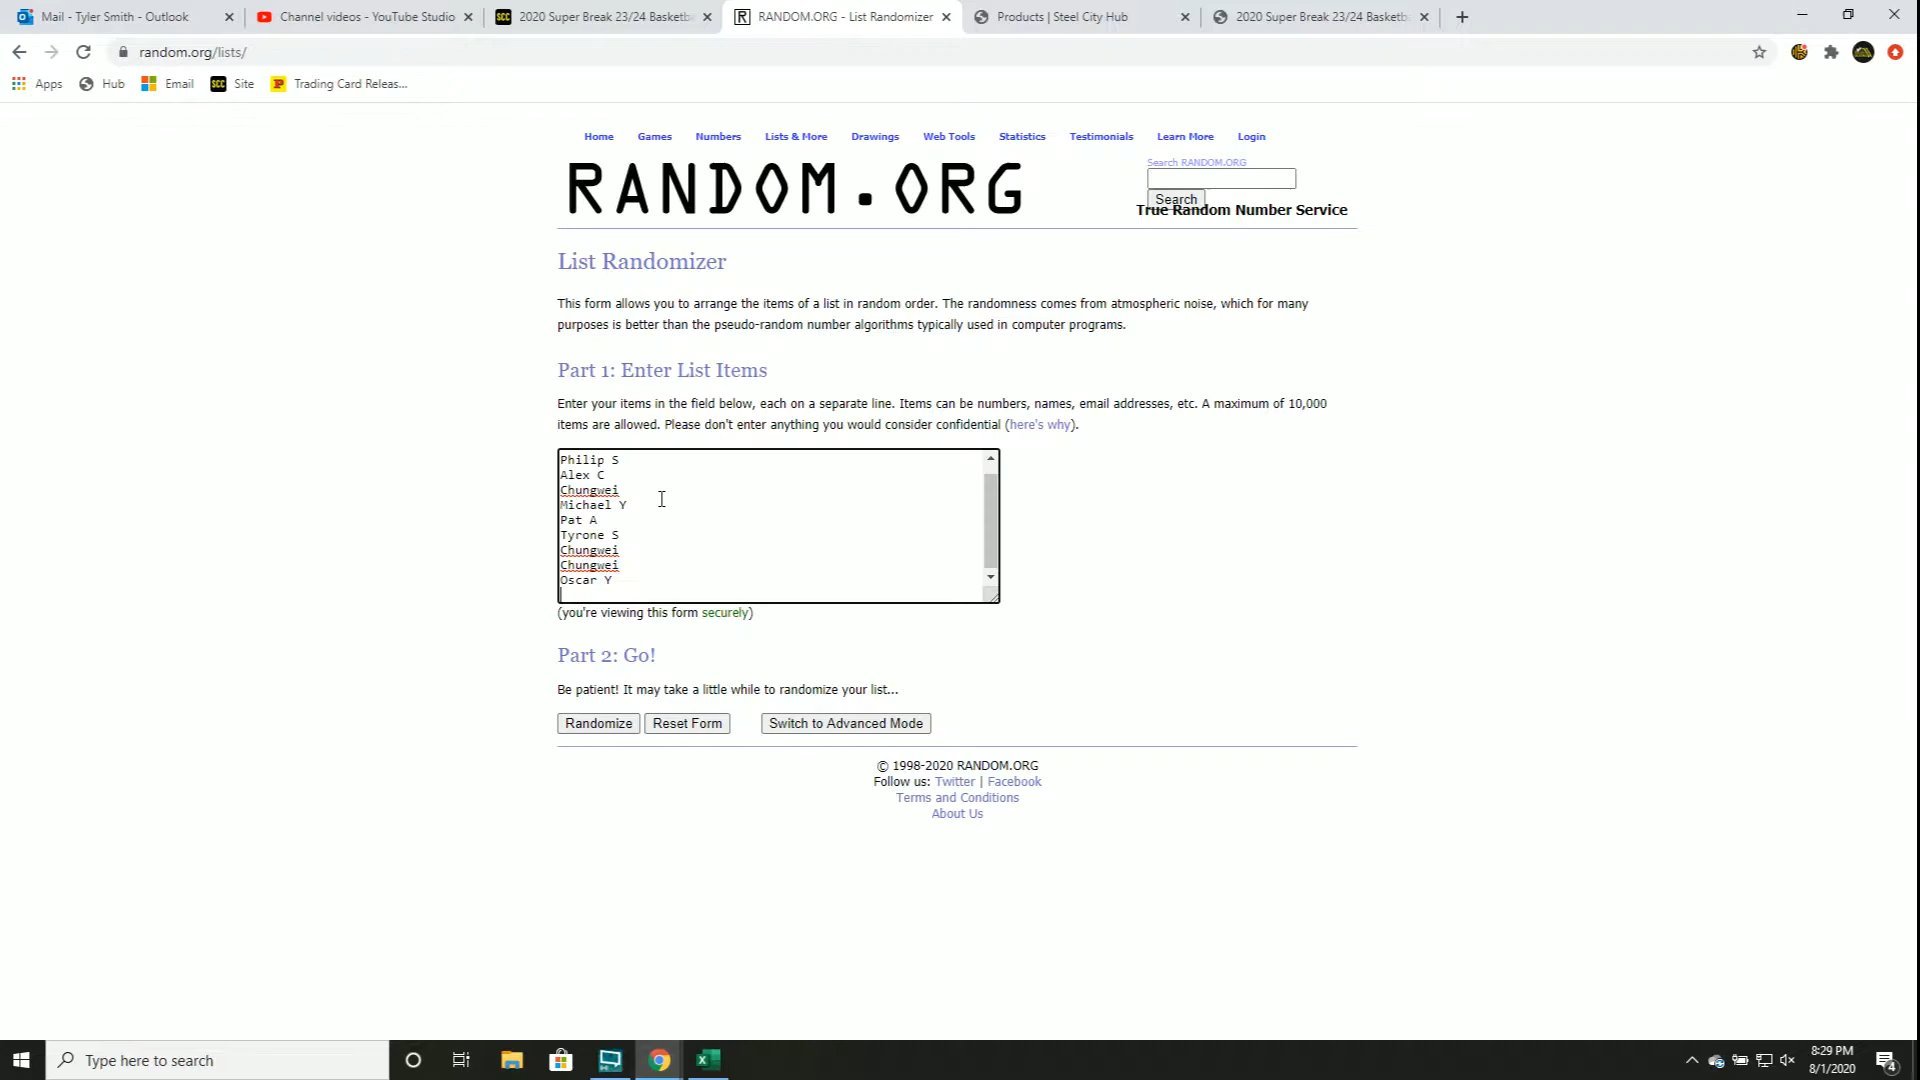 Mail - Tyler Smith - Outlook
Channel videos - YouTube Studio
SCC 2020 Super Break 23/24 Basketb
R RANDOM.ORG - List Randomizer
Products | Steel City Hub
2020 Super Break 23/24 Basketb
random.org/lists/
Apps
Hub
Email
SCC Site
Trading Card Releas...
Home
Games
Numbers
Lists & More
Drawings
Web Tools
Statistics
Testimonials
Learn More
Login
RANDOM.ORG
Search RANDOM.ORG
Search
True Random Number Service
List Randomizer
This form allows you to arrange the items of a list in random order. The randomness comes from atmospheric noise, which for many
purposes is better than the pseudo-random number algorithms typically used in computer programs.
Part 1: Enter List Items
Enter your items in the field below, each on a separate line. Items can be numbers, names, email addresses, etc. A maximum of 10,000
items are allowed. Please don't enter anything you would consider confidential (here's why).
Philip S
Alex C
Chungwei
Michael Y
Pat A
Tyrone S
Chungwei
Chungwei
Oscar Y
(you're viewing this form securely)
Part 2: Go!
Be patient! It may take a little while to randomize your list...
Randomize
Reset Form
Switch to Advanced Mode
© 1998-2020 RANDOM.ORG
Follow us: Twitter | Facebook
Terms and Conditions
About Us
Type here to search
8:29 PM
8/1/2020
4